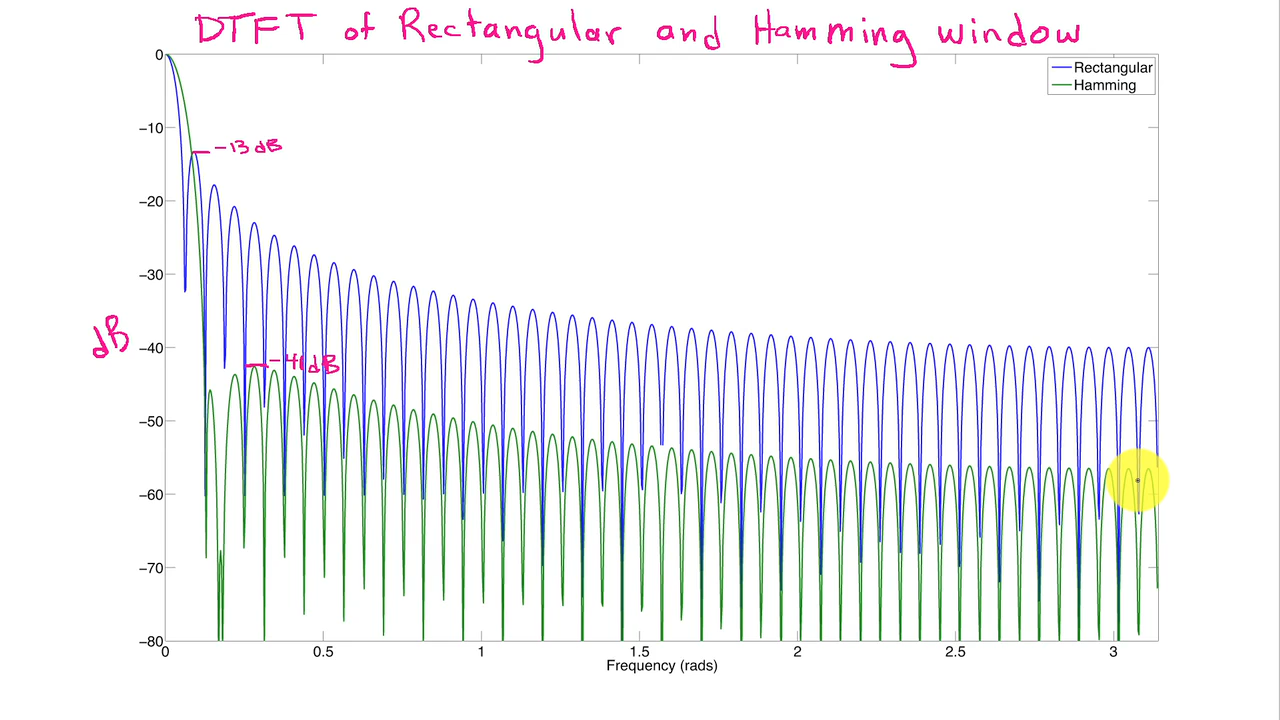 DTFT of Rectangular and Hamming window
0
Rectangular
Hamming
-10
-13 dB
-20
-30
dB
-40
-41 dB
-50
-60
-70
-80
0 0.5 1 1.5 2 2.5 3
Frequency (rads)